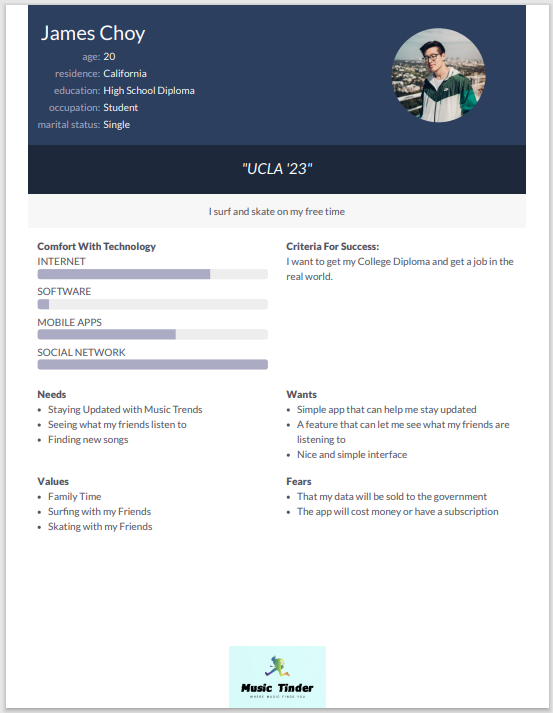 James Choy
age: 20
residence: California
education: High School Diploma
occupation: Student
marital status: Single
"UCLA '23"
I surf and skate on my free time
Comfort With Technology
INTERNET
SOFTWARE
MOBILE APPS
SOCIAL NETWORK
Criteria For Success:
I want to get my College Diploma and get a job in the
real world.
Needs
• Staying Updated with Music Trends
• Seeing what my friends listen to
• Finding new songs
Wants
• Simple app that can help me stay updated
• A feature that can let me see what my friends are
listening to
• Nice and simple interface
Values
• Family Time
• Surfing with my Friends
• Skating with my Friends
Fears
• That my data will be sold to the government
• The app will cost money or have a subscription
Music Tinder
WHERE MUSIC FINDS YOU